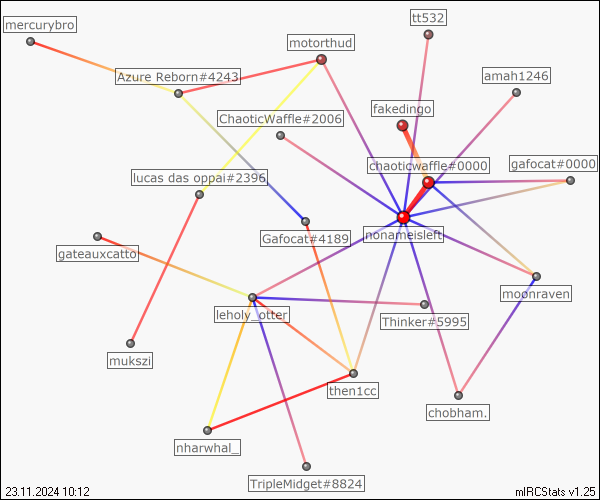 mercurybro
tt532
motorthud
Azure Reborn#4243
amah1246
fakedingo
ChaoticWaffle#2006
chaoticwaffle#0000
gafocat#0000
lucas das oppai#2396
nonameisleft
Gafocat#4189
gateauxcatto
moonraven
leholy_otter
Thinker#5995
mukszi
then1cc
chobham.
nharwhal_
TripleMidget#8824
23.11.2024 10:12
mIRCStats v1.25